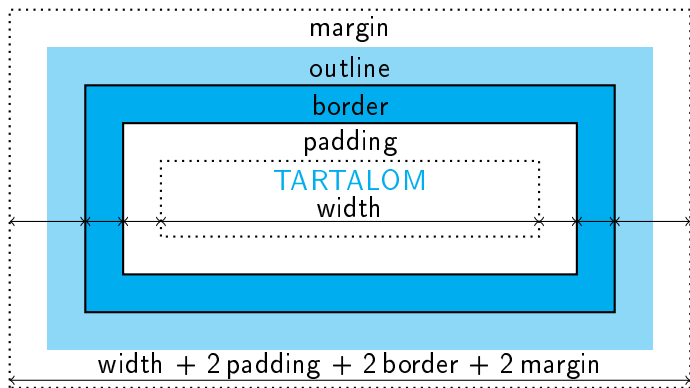 margin
outline
border
padding
TARTALOM
width
width + 2 padding + 2 border + 2 margin